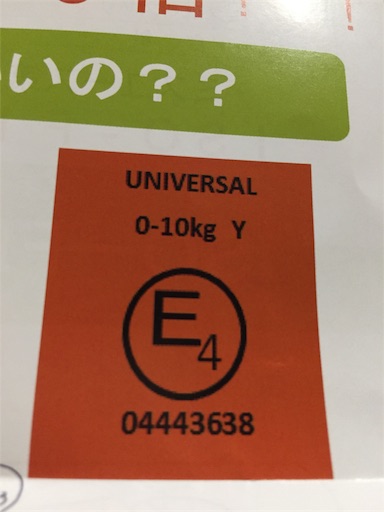 いの？？
UNIVERSAL
0-10kg Y
E4
04443638